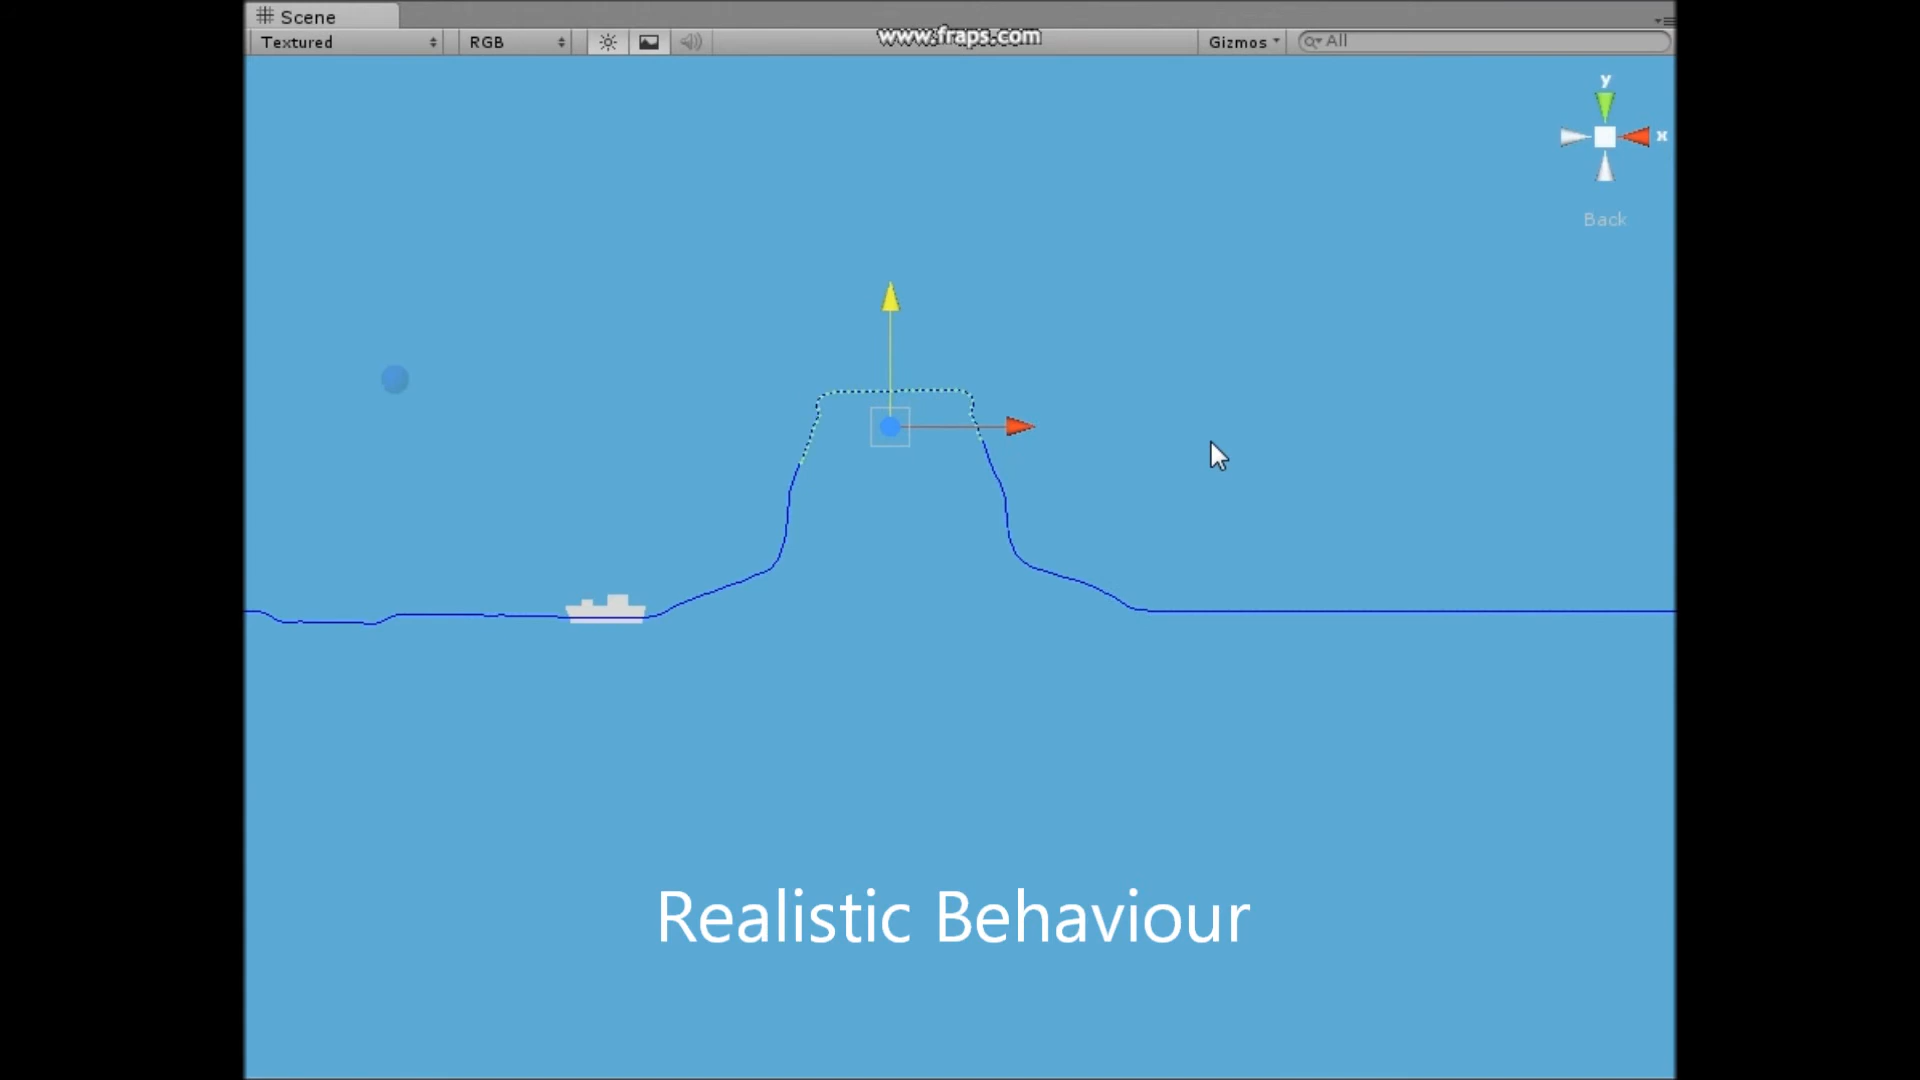 Scene
Textured
RGB
www.fraps.com
Gizmos
All
y
x
Back
Realistic Behaviour